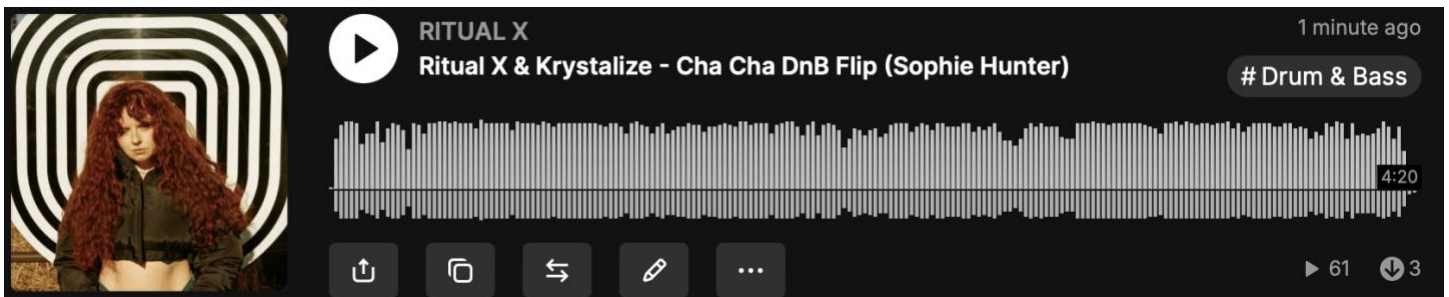 RITUAL X
1 minute ago
Ritual X & Krystalize - Cha Cha DnB Flip (Sophie Hunter)
# Drum & Bass
4:20
61
3